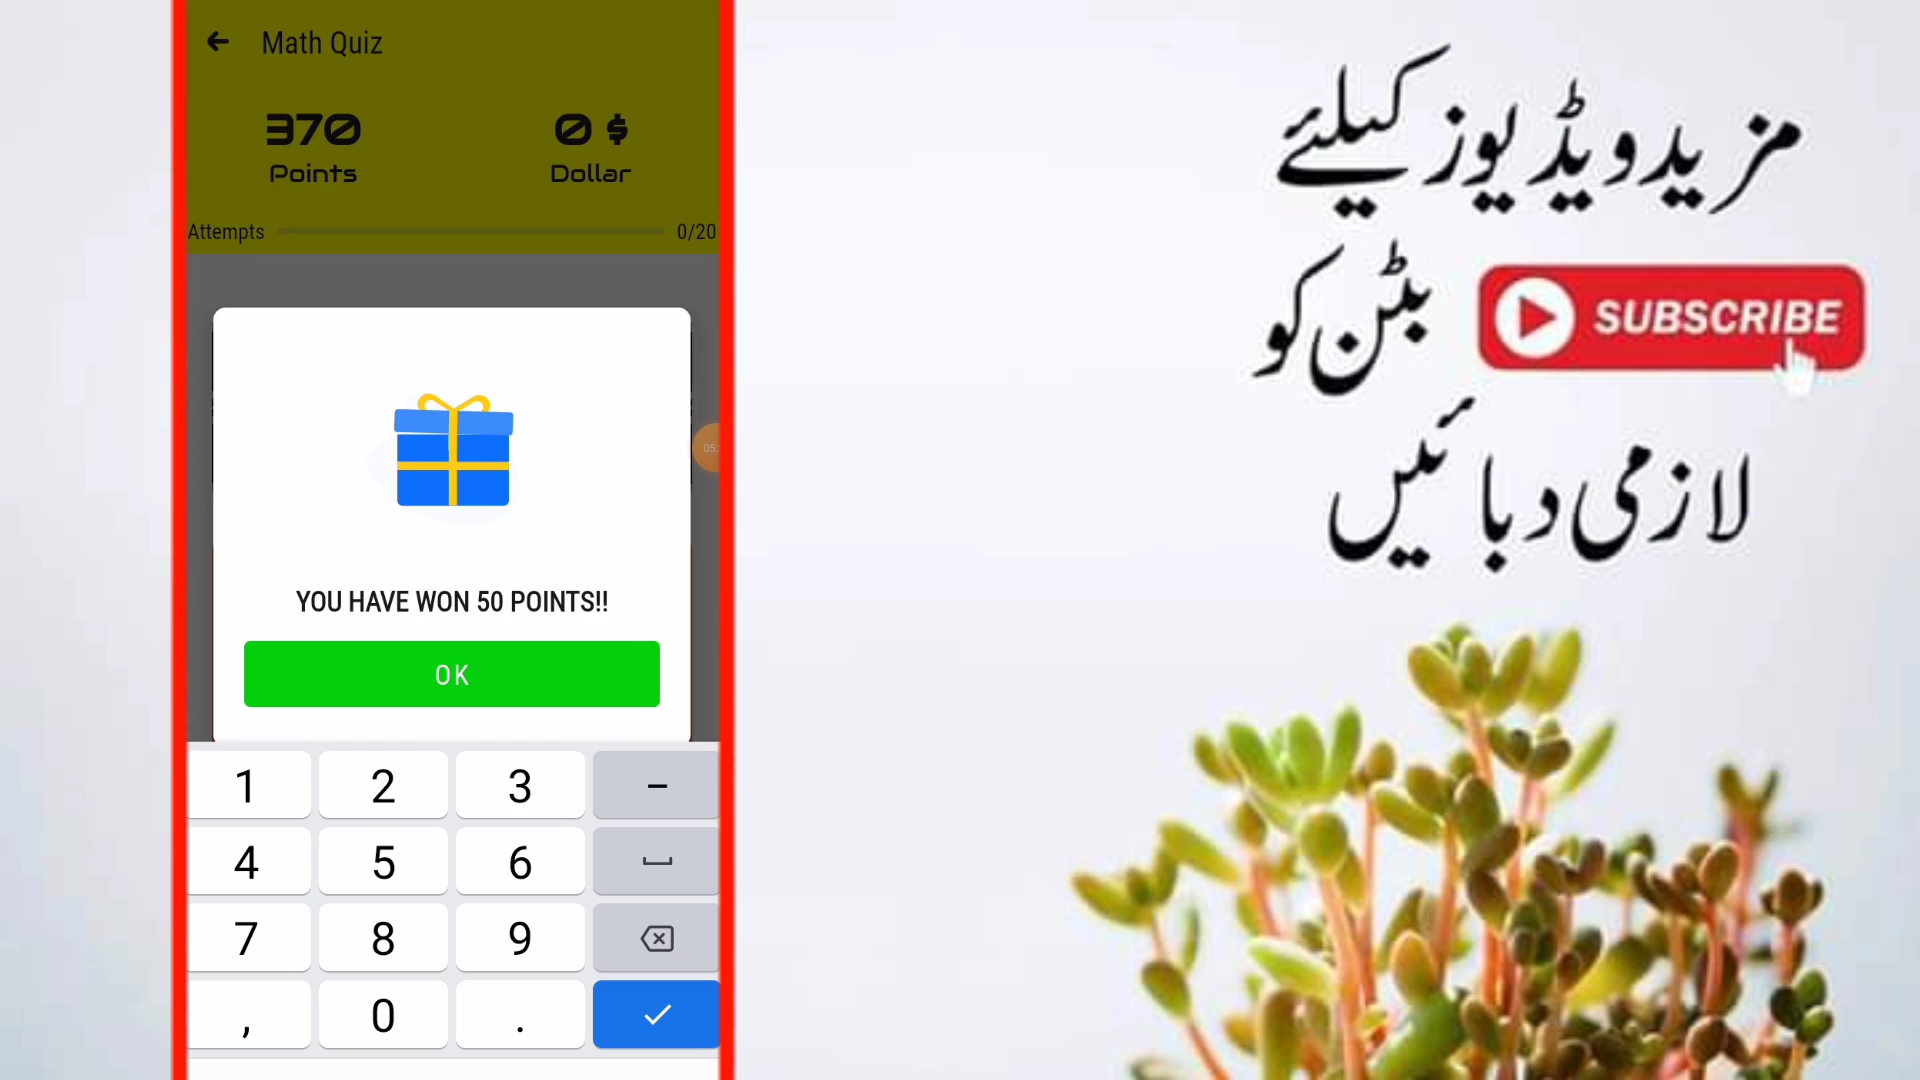 Math Quiz
370
Points
0 $
Dollar
Attempts
0/20
YOU HAVE WON 50 POINTS!!
OK
1 2 3 –
4 5 6
7 8 9
, 0 .
مزید ویڈیوز کیلئے
SUBSCRIBE بٹن کو
لازمی دبائیں